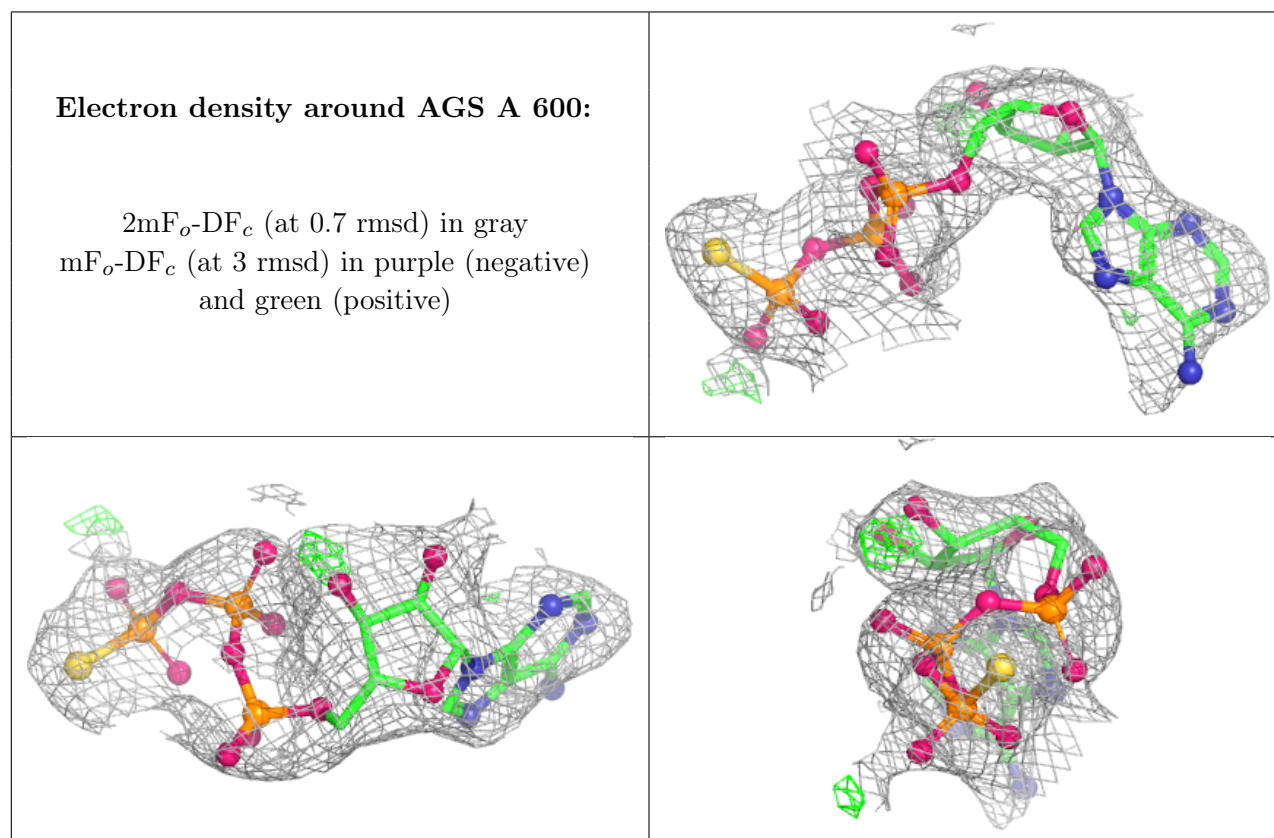 Electron density around AGS A 600:
2mFo-DFc (at 0.7 rmsd) in gray
mFo-DFc (at 3 rmsd) in purple (negative)
and green (positive)